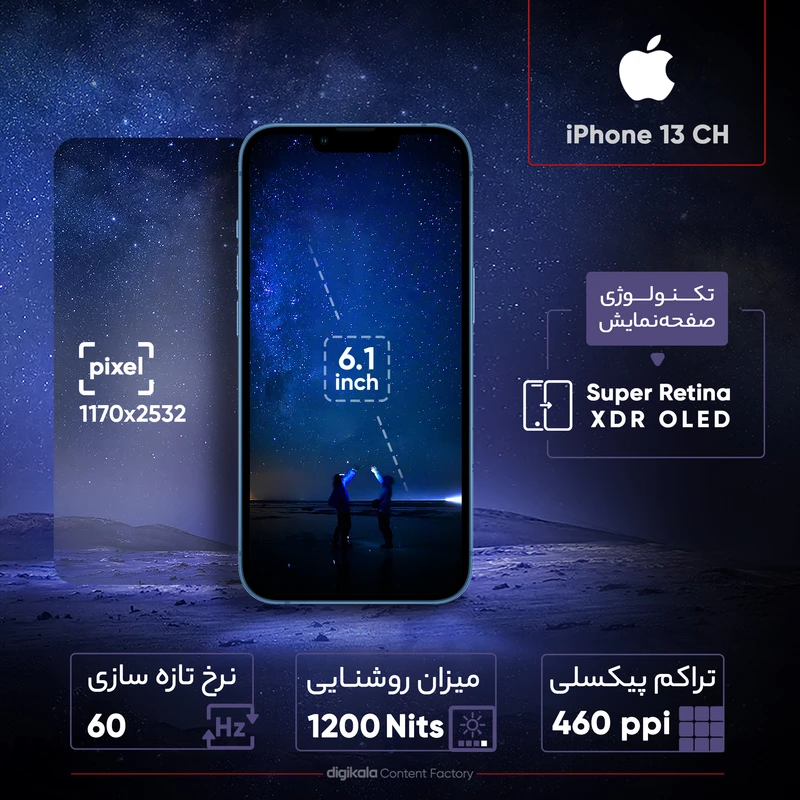 iPhone 13 CH
تکنولوژی
صفحه‌نمایش
Super Retina
XDR OLED
6.1
inch
pixel
1170x2532
تراکم پیکسلی
460 ppi
میزان روشنایی
1200 Nits
نرخ تازه سازی
60
Hz
digikala Content Factory